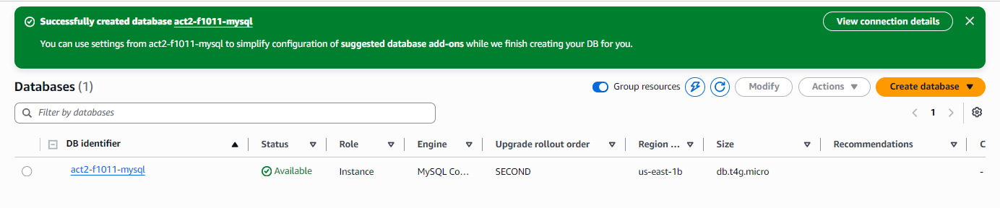 Successfully created database act2-f1011-mysql
View connection details
You can use settings from act2-f1011-mysql to simplify configuration of suggested database add-ons while we finish creating your DB for you.
Databases (1)
Group resources
Modify
Actions
Create database
Filter by databases
1
DB identifier Status Role Engine Upgrade rollout order Region ... Size Recommendations C
act2-f1011-mysql Available Instance MySQL Co... SECOND us-east-1b db.t4g.micro -